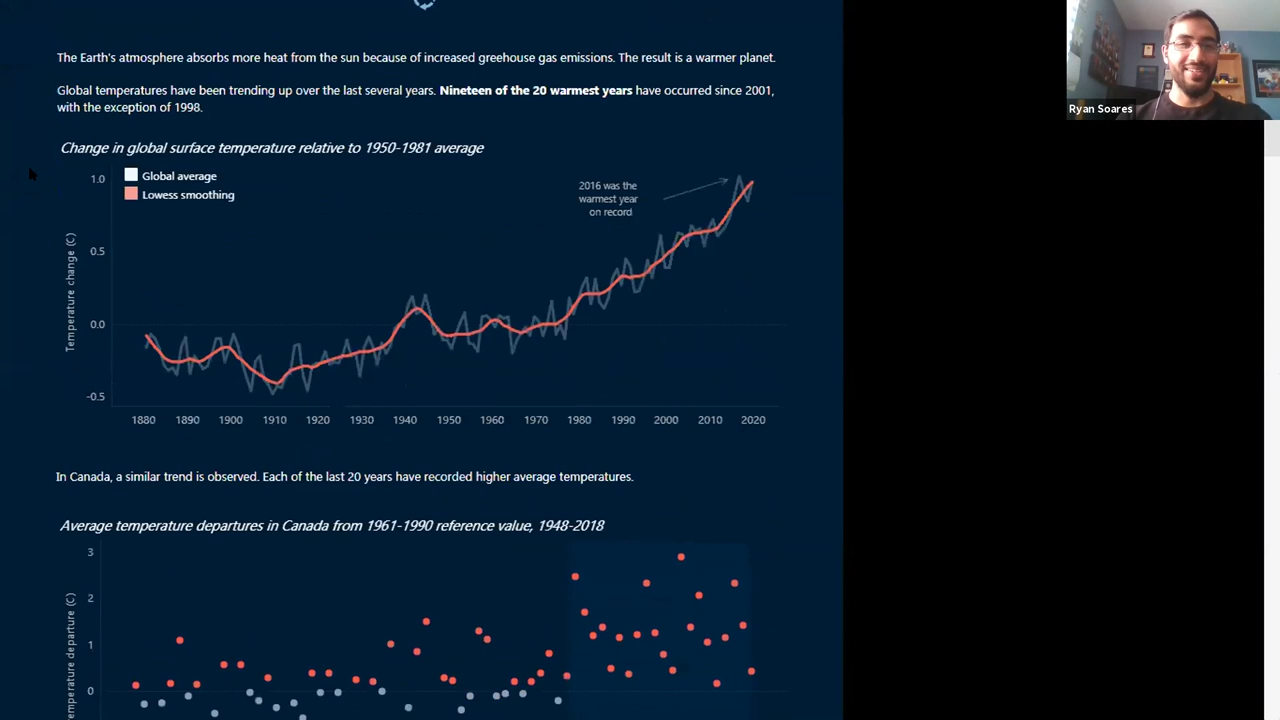 The Earth's atmosphere absorbs more heat from the sun because of increased greehouse gas emissions. The result is a warmer planet.
Ryan Soares
Global temperatures have been trending up over the last several years. Nineteen of the 20 warmest years have occurred since 2001,
with the exception of 1998.
Change in global surface temperature relative to 1950-1981 average
Global average
Lowess smoothing
2016 was the
warmest year
on record
Temperature change (C)
1.0
0.5
0.0
-0.5
1880 1890 1900 1910 1920 1930 1940 1950 1960 1970 1980 1990 2000 2010 2020
In Canada, a similar trend is observed. Each of the last 20 years have recorded higher average temperatures.
Average temperature departures in Canada from 1961-1990 reference value, 1948-2018
departure (C)
3
2
1
0